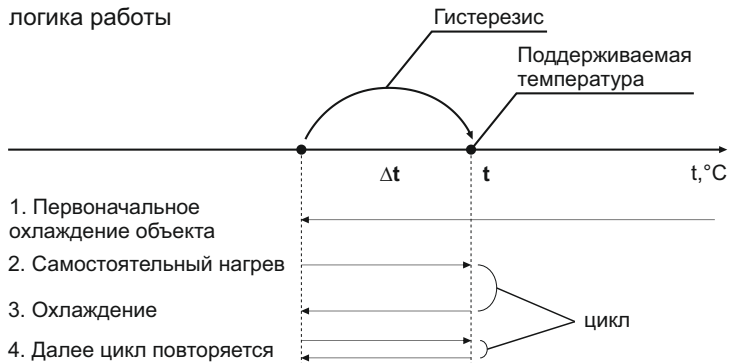 логика работы
Гистерезис
Поддерживаемая
температура
Δt
t
t,°C
1. Первоначальное
охлаждение объекта
2. Самостоятельный нагрев
3. Охлаждение
цикл
4. Далее цикл повторяется